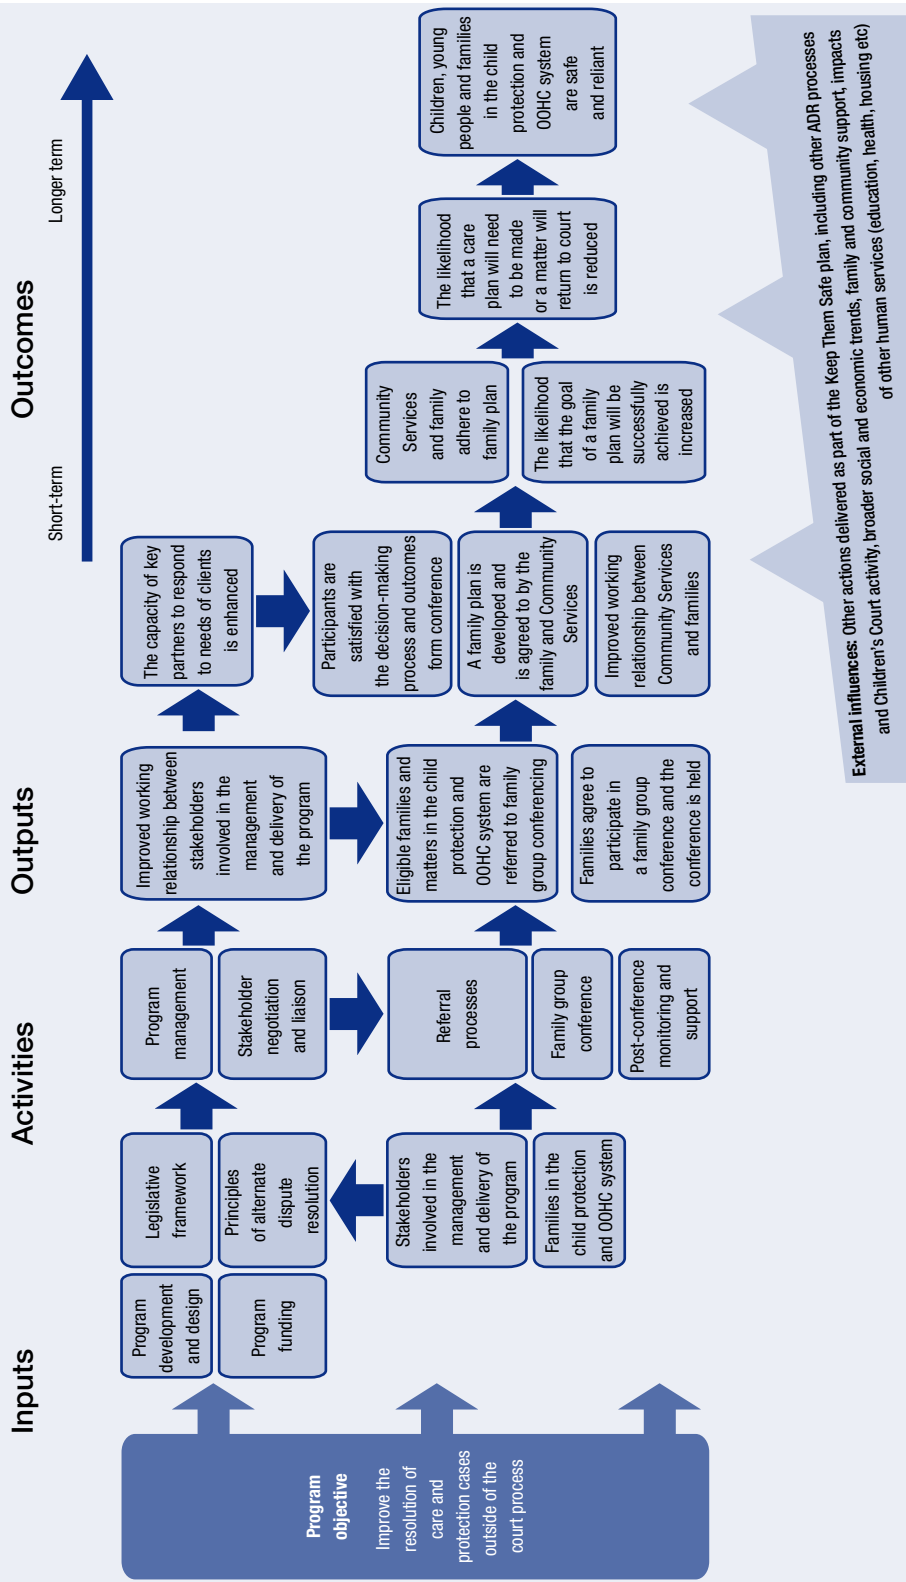 Inputs
Activities
Outputs
Outcomes
Short-term
Longer term
Program
objective
Improve the
resolution of
care and
protection cases
outside of the
court process
Program
development
and design
Program
funding
Legislative
framework
Principles
of alternate
dispute
resolution
Stakeholders
involved in the
management
and delivery of
the program
Families in the
child protection
and OOHC system
Program
management
Stakeholder
negotiation
and liaison
Referral
processes
Family group
conference
Post-conference
monitoring and
support
Improved working
relationship between
stakeholders
involved in the
management
and delivery of
the program
Eligible families and
matters in the child
protection and
OOHC system are
referred to family
group conferencing
Families agree to
participate in
a family group
conference and the
conference is held
The capacity of key
partners to respond
to needs of clients
is enhanced
Participants are
satisfied with
the decision-making
process and outcomes
form conference
A family plan is
developed and
is agreed to by the
family and Community
Services
Improved working
relationship between
Community Services
and families
Community
Services
and family
adhere to
family plan
The likelihood
that the goal
of a family
plan will be
successfully
achieved is
increased
The likelihood
that a care
plan will need
to be made
or a matter will
return to court
is reduced
Children, young
people and families
in the child
protection and
OOHC system
are safe
and reliant
External influences: Other actions delivered as part of the Keep Them Safe plan, including other ADR processes
and Children's Court activity, broader social and economic trends, family and community support, impacts
of other human services (education, health, housing etc)